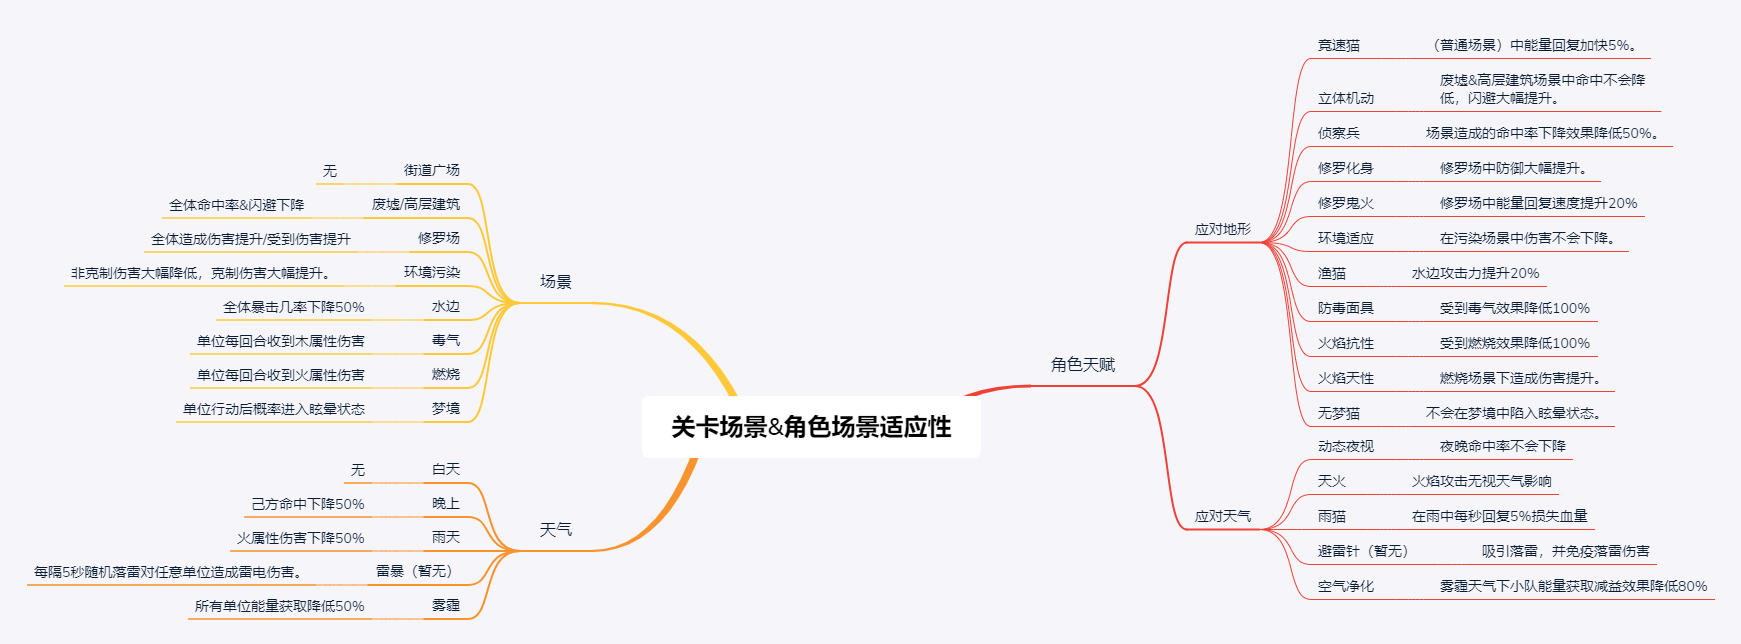 关卡场景&角色场景适应性
场景
街道广场
无
废墟/高层建筑
全体命中率&闪避下降
修罗场
全体造成伤害提升/受到伤害提升
环境污染
非克制伤害大幅降低，克制伤害大幅提升。
水边
全体暴击几率下降50%
毒气
单位每回合收到木属性伤害
燃烧
单位每回合收到火属性伤害
梦境
单位行动后概率进入眩晕状态
天气
白天
无
晚上
己方命中下降50%
雨天
火属性伤害下降50%
雷暴（暂无）
每隔5秒随机落雷对任意单位造成雷电伤害。
雾霾
所有单位能量获取降低50%
角色天赋
应对地形
竞速猫
（普通场景）中能量回复加快5%。
立体机动
废墟&高层建筑场景中命中不会降
低，闪避大幅提升。
侦察兵
场景造成的命中率下降效果降低50%。
修罗化身
修罗场中防御大幅提升。
修罗鬼火
修罗场中能量回复速度提升20%
环境适应
在污染场景中伤害不会下降。
渔猫
水边攻击力提升20%
防毒面具
受到毒气效果降低100%
火焰抗性
受到燃烧效果降低100%
火焰天性
燃烧场景下造成伤害提升。
无梦猫
不会在梦境中陷入眩晕状态。
应对天气
动态夜视
夜晚命中率不会下降
天火
火焰攻击无视天气影响
雨猫
在雨中每秒回复5%损失血量
避雷针（暂无）
吸引落雷，并免疫落雷伤害
空气净化
雾霾天气下小队能量获取减益效果降低80%